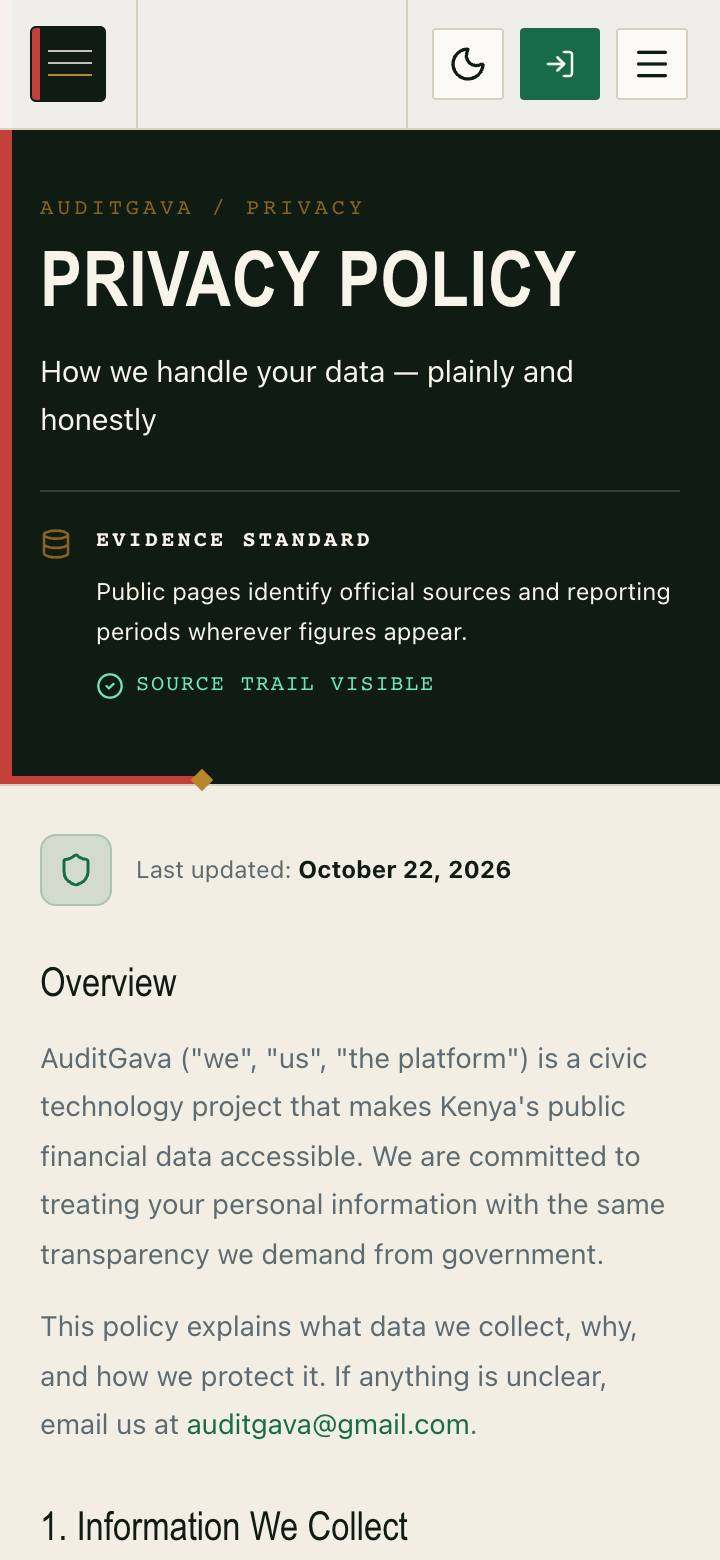 AUDITGAVA / PRIVACY
PRIVACY POLICY
How we handle your data — plainly and
honestly
EVIDENCE STANDARD
Public pages identify official sources and reporting
periods wherever figures appear.
SOURCE TRAIL VISIBLE
Last updated: October 22, 2026
Overview
AuditGava ("we", "us", "the platform") is a civic
technology project that makes Kenya's public
financial data accessible. We are committed to
treating your personal information with the same
transparency we demand from government.
This policy explains what data we collect, why,
and how we protect it. If anything is unclear,
email us at auditgava@gmail.com.
1. Information We Collect